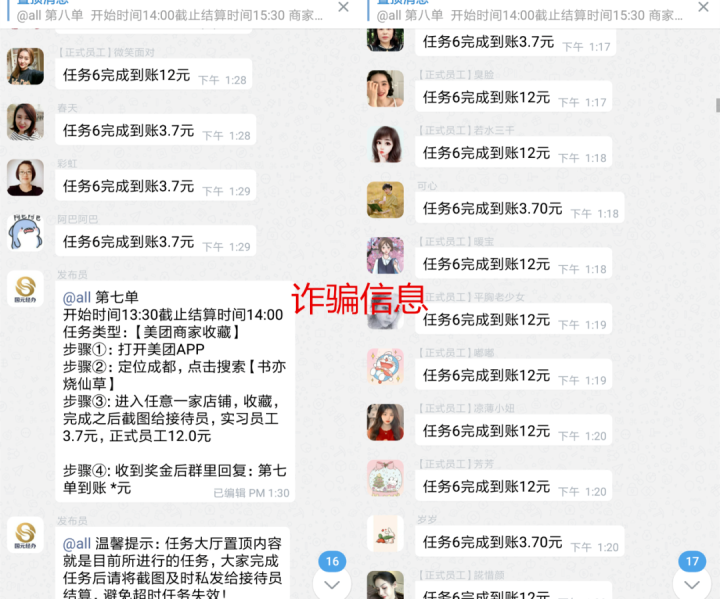 置顶消息
@all 第八单 开始时间14:00截止结算时间15:30 商家...
【正式员工】微笑面对
任务6完成到账12元 下午 1:28
春天
任务6完成到账3.7元 下午 1:28
彩虹
任务6完成到账3.7元 下午 1:29
阿巴阿巴
任务6完成到账3.7元 下午 1:29
发布员
国元经办
@all 第七单
开始时间13:30截止结算时间14:00
任务类型:【美团商家收藏】
步骤①: 打开美团APP
步骤②: 定位成都，点击搜索【书亦
烧仙草】
步骤③: 进入任意一家店铺，收藏，
完成之后截图给接待员，实习员工
3.7元，正式员工12.0元
步骤④: 收到奖金后群里回复: 第七
单到账 *元
已编辑 PM 1:30
发布员
国元经办
@all 温馨提示: 任务大厅置顶内容
就是目前所进行的任务，大家完成
任务后请将截图及时私发给接待员
结算，避免超时任务失效！
16
诈骗信息
置顶消息
@all 第八单 开始时间14:00截止结算时间15:30 商家...
任务6完成到账3.7元 下午 1:17
【正式员工】臭脸
任务6完成到账12元 下午 1:17
【正式员工】若水三千
任务6完成到账12元 下午 1:18
可心
任务6完成到账3.70元 下午 1:18
【正式员工】暖宝
任务6完成到账12元 下午 1:18
【正式员工】平胸老少女
任务6完成到账12元 下午 1:19
【正式员工】嘟嘟
任务6完成到账12元 下午 1:19
【正式员工】凉薄小姐
任务6完成到账12元 下午 1:20
【正式员工】芳芳
任务6完成到账12元 下午 1:20
岁岁
任务6完成到账3.70元 下午 1:20
【正式员工】
任务6完成到账12元
17